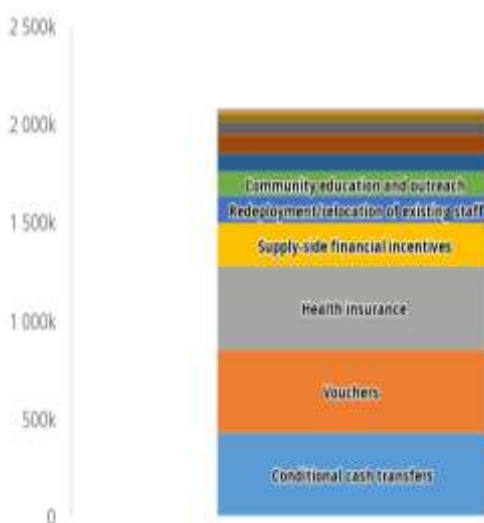 2 500k
2 000k
Community education and outreach
Redeployment/relocation of existing staff
1 500k
Supply-side financial incentives
Health insurance
1 000k
Vouchers
500k
Conditional cash transfers
0